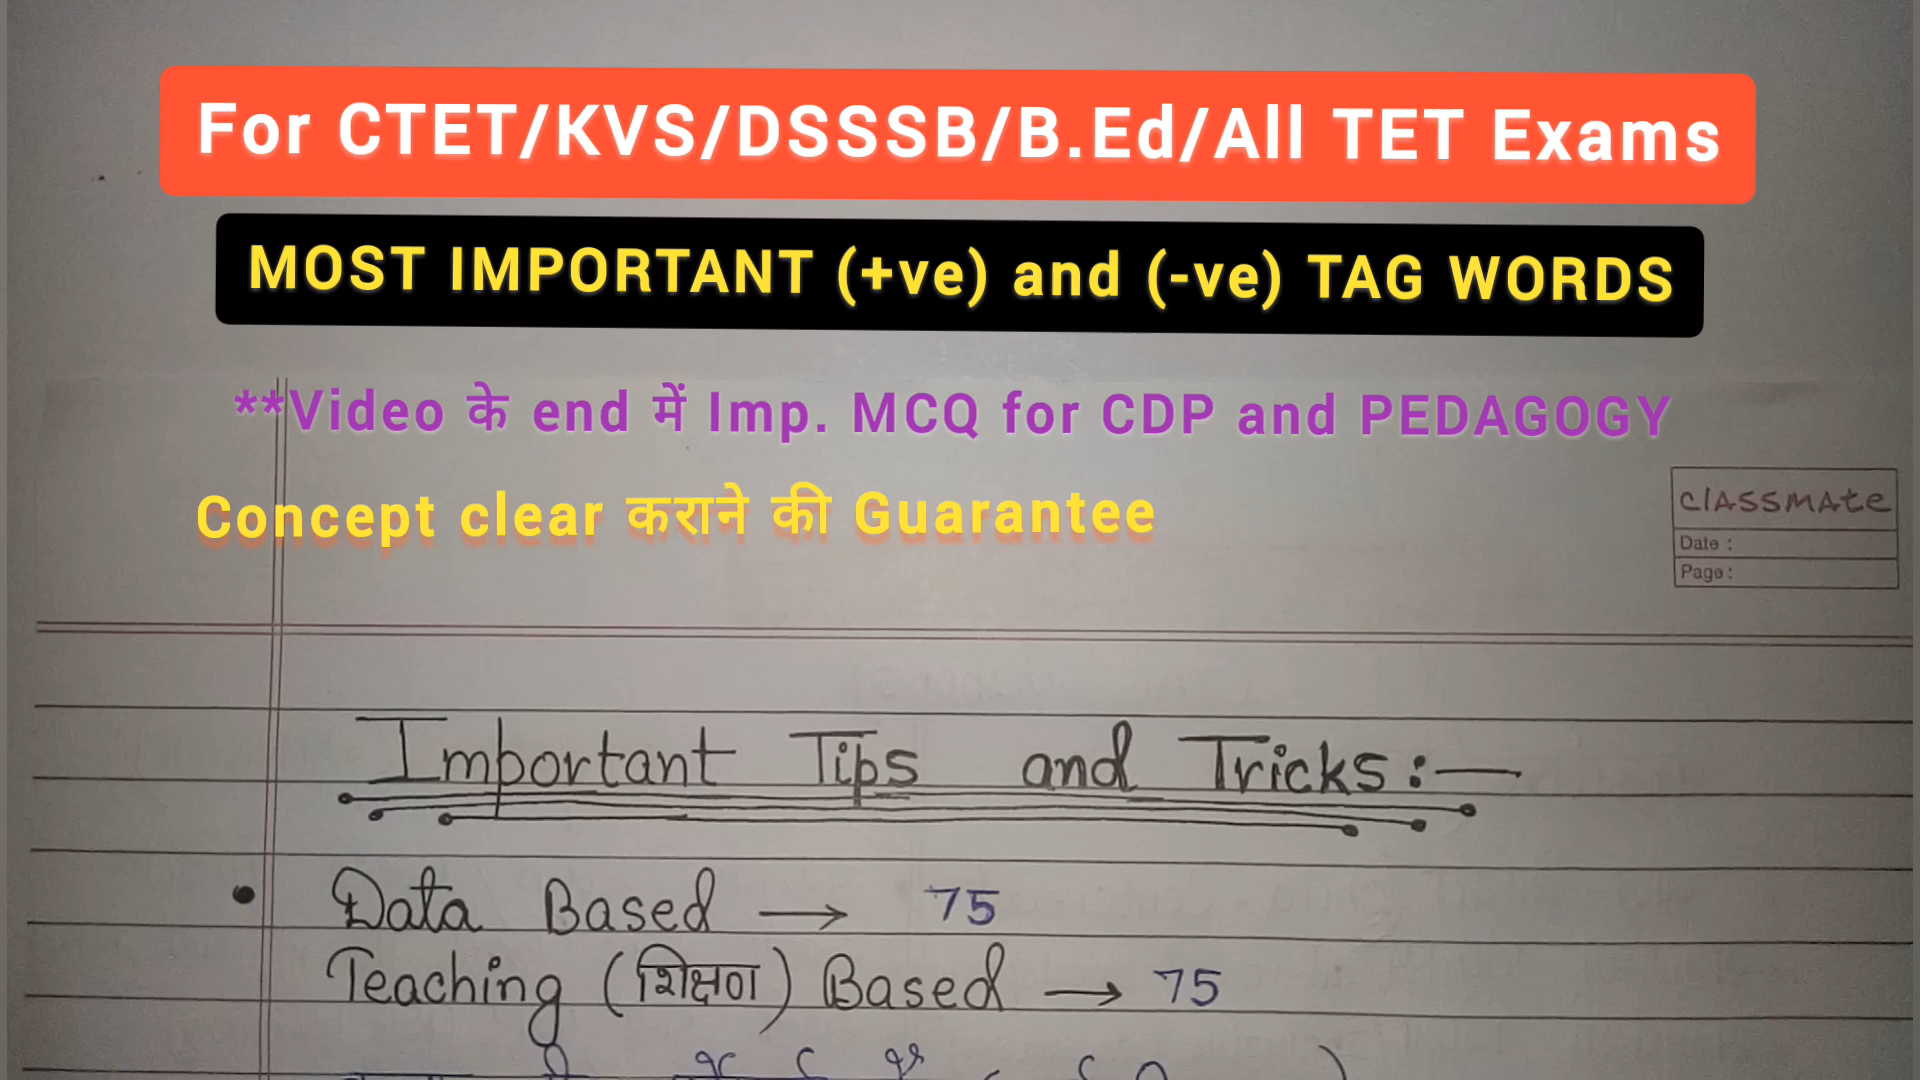 For CTET/KVS/DSSSB/B.Ed/All TET Exams
MOST IMPORTANT (+ve) and (-ve) TAG WORDS
**Video के end में Imp. MCQ for CDP and PEDAGOGY
Concept clear कराने की Guarantee
CLASSMATE
Date :
Page :
Important Tips and Tricks :—
• Data Based → 75
Teaching (शिक्षण) Based → 75